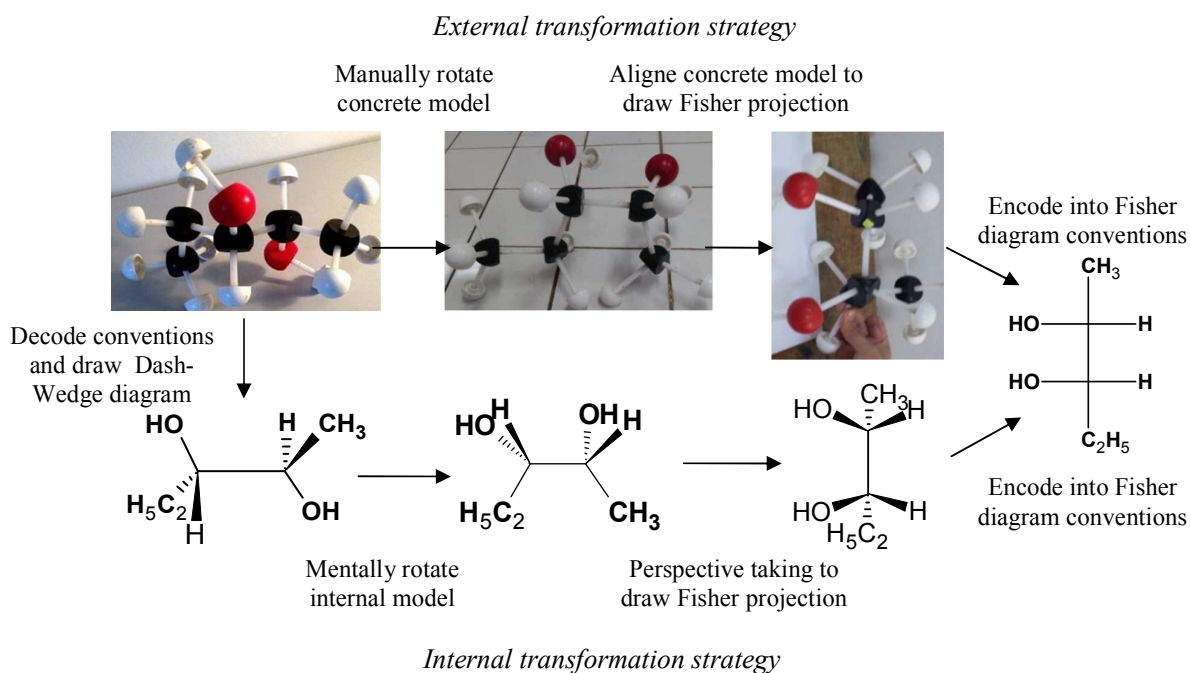 External transformation strategy
Manually rotate
concrete model
Aligne concrete model to
draw Fisher projection
Encode into Fisher
diagram conventions
CH3
HO
H
HO
H
C2H5
Encode into Fisher
diagram conventions
Decode conventions
and draw Dash-
Wedge diagram
HO
H
CH3
H5C2
H
OH
HO
H
OH
H
H5C2
CH3
HO
CH3
H
HO
H
H5C2
Mentally rotate
internal model
Perspective taking to
draw Fisher projection
Internal transformation strategy